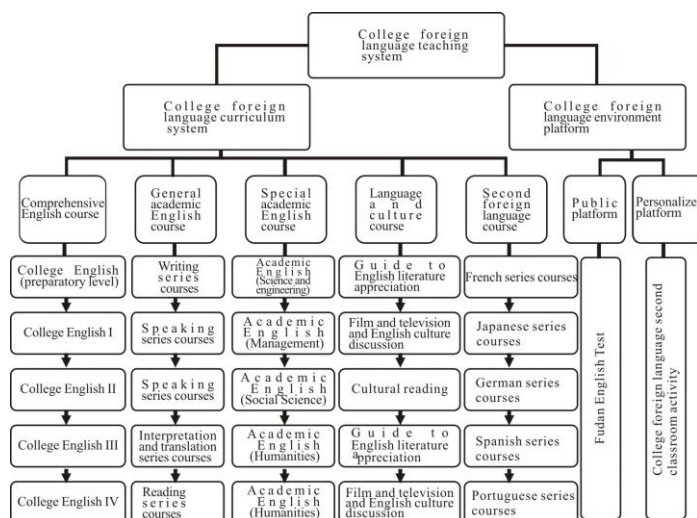 College foreign
language teaching
system
College foreign
language curriculum
system
College foreign
language environment
platform
Comprehensive
English course
General
academic
English
course
Special
academic
English
course
Language
and
culture
course
Second
foreign
language
course
Public
platform
Personalize
platform
College English
(preparatory level)
Writing
series
courses
Academic
English
(Science and
engineering)
Guide to
English literature
appreciation
French series courses
College English I
Speaking
series courses
Academic
English
(Management)
Film and television
and English culture
discussion
Japanese series
courses
College English II
Speaking
series courses
Academic
English
(Social Science)
Cultural reading
German series
courses
College English III
Interpretation
and translation
series courses
Academic
English
(Humanities)
Guide to
English literature
appreciation
Spanish series
courses
College English IV
Reading
series
courses
Academic
English
(Humanities)
Film and television
and English culture
discussion
Portuguese series
courses
Fudan English Test
College foreign language second
classroom activity